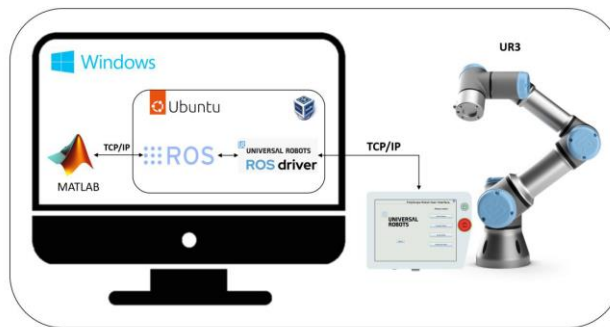 UR3
Windows
Ubuntu
TCP/IP
ROS
UNIVERSAL ROBOTS
ROS driver
MATLAB
TCP/IP
UNIVERSAL
ROBOTS